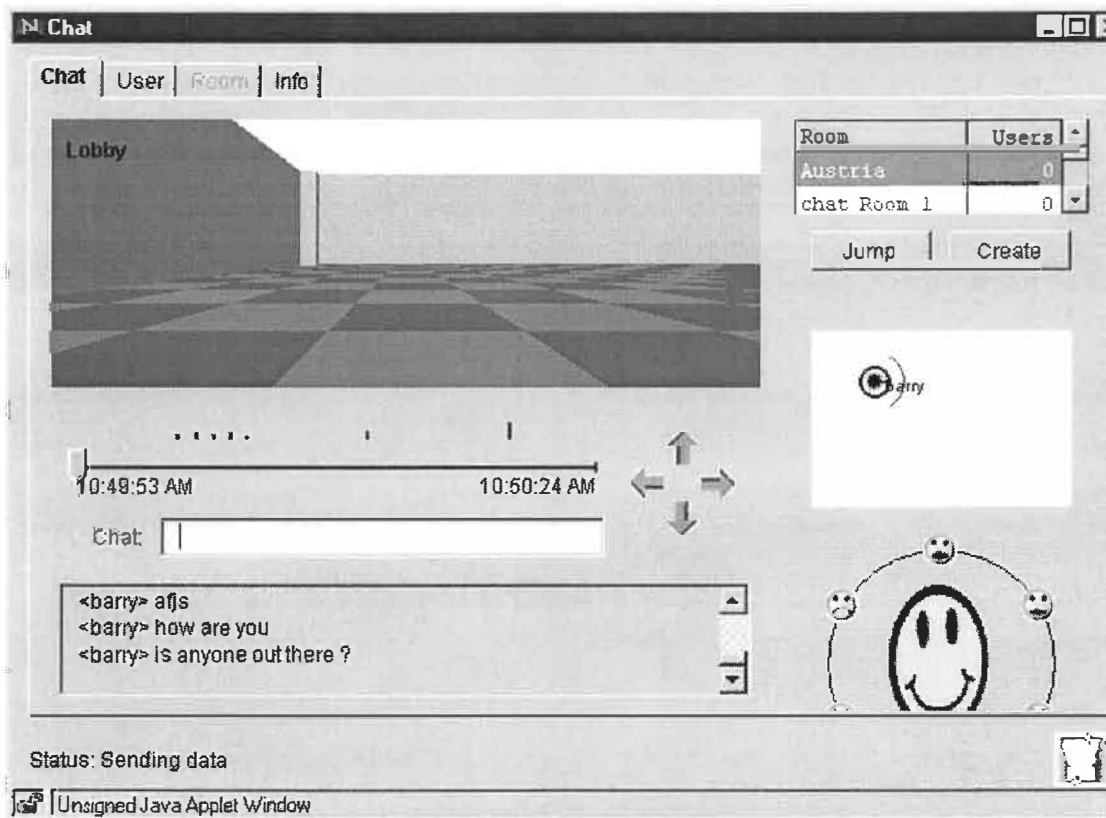 Chat
Chat User Room Info
Lobby
Room Users
Austria 0
chat Room 1 0
Jump Create
barry
10:49:53 AM 10:50:24 AM
Chat:
<barry> afjs
<barry> how are you
<barry> is anyone out there ?
Status: Sending data
Unsigned Java Applet Window